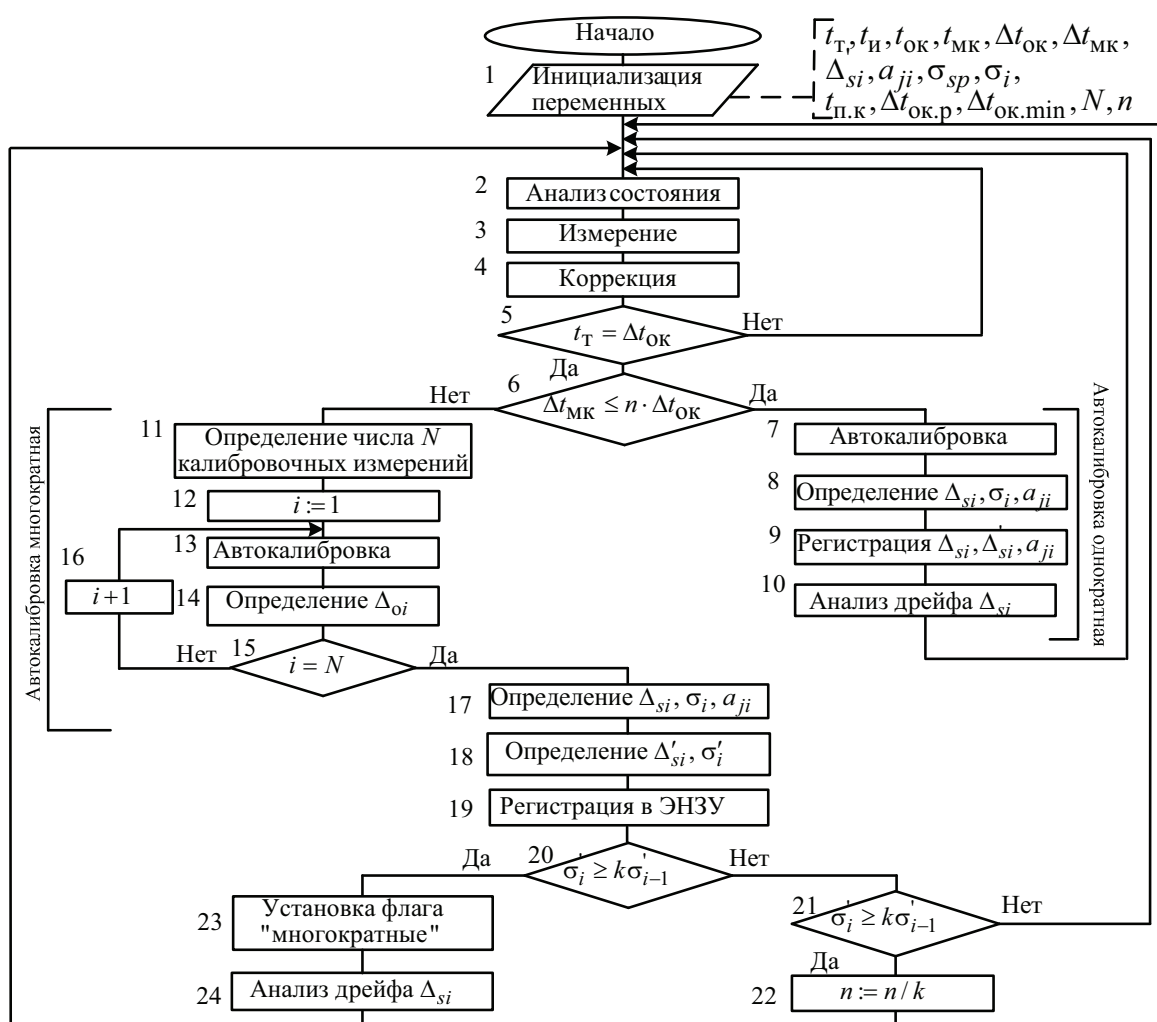 Начало
1
Инициализация
переменных
t_т, t_и, t_ок, t_мк, Δt_ок, Δt_мк,
Δ_si, a_ji, σ_sp, σ_i,
t_п.к, Δt_ок.р, Δt_ок.min, N, n
2
Анализ состояния
3
Измерение
4
Коррекция
5
t_т = Δt_ок
Нет
Да
6
Δt_мк ≤ n · Δt_ок
Нет
Да
Автокалибровка многократная
11
Определение числа N
калибровочных измерений
12
i := 1
13
Автокалибровка
16
i+1
14
Определение Δ_oi
15
i = N
Нет
Да
7
Автокалибровка
8
Определение Δ_si, σ_i, a_ji
9
Регистрация Δ_si, Δ'_si, a_ji
10
Анализ дрейфа Δ_si
Автокалибровка однократная
17
Определение Δ_si, σ_i, a_ji
18
Определение Δ'_si, σ'_i
19
Регистрация в ЭНЗУ
20
σ'_i ≥ kσ'_i−1
Да
Нет
23
Установка флага
"многократные"
24
Анализ дрейфа Δ_si
21
σ'_i ≥ kσ'_i−1
Нет
Да
22
n := n / k